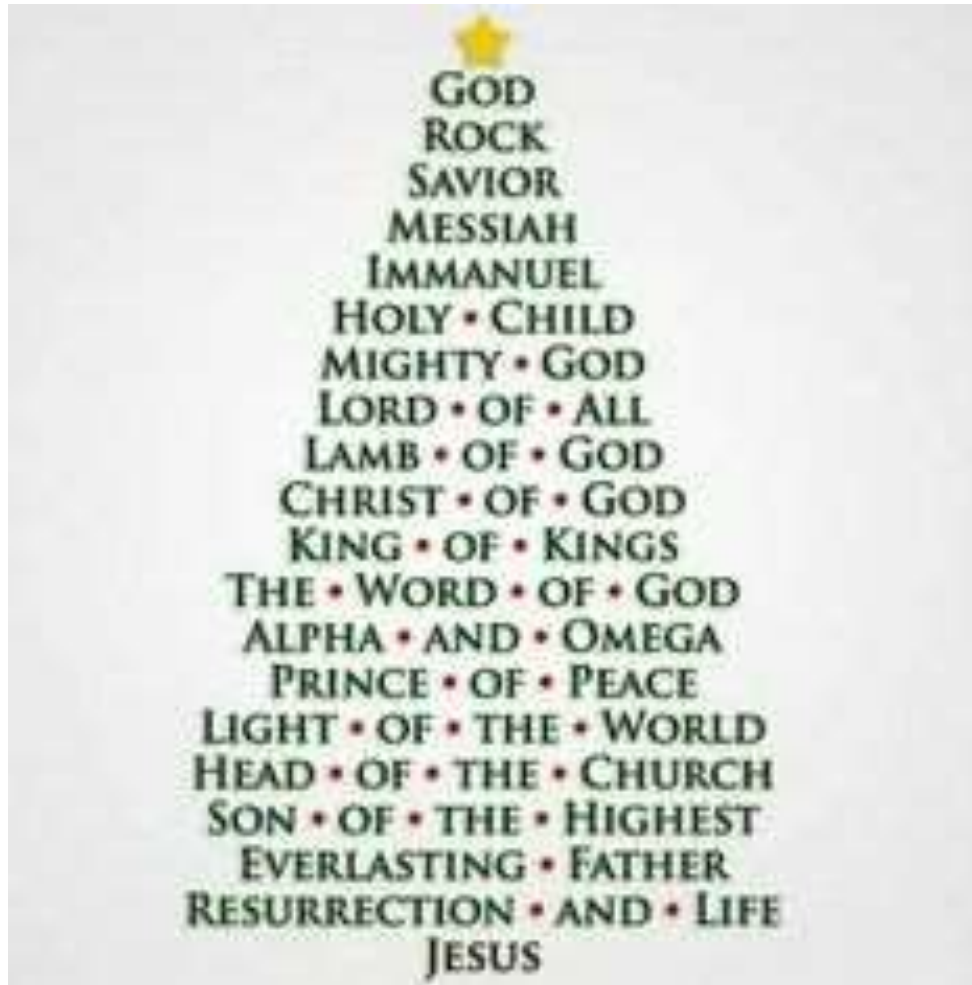 GOD
ROCK
SAVIOR
MESSIAH
IMMANUEL
HOLY • CHILD
MIGHTY • GOD
LORD • OF • ALL
LAMB • OF • GOD
CHRIST • OF • GOD
KING • OF • KINGS
THE • WORD • OF • GOD
ALPHA • AND • OMEGA
PRINCE • OF • PEACE
LIGHT • OF • THE • WORLD
HEAD • OF • THE • CHURCH
SON • OF • THE • HIGHEST
EVERLASTING • FATHER
RESURRECTION • AND • LIFE
JESUS